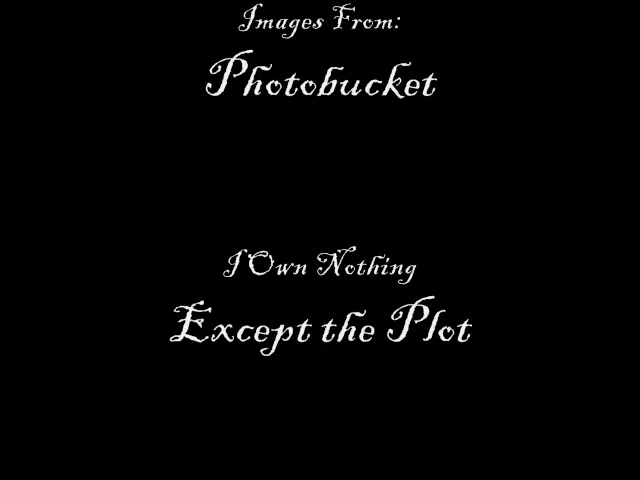 Images From:
Photobucket
I Own Nothing
Except the Plot